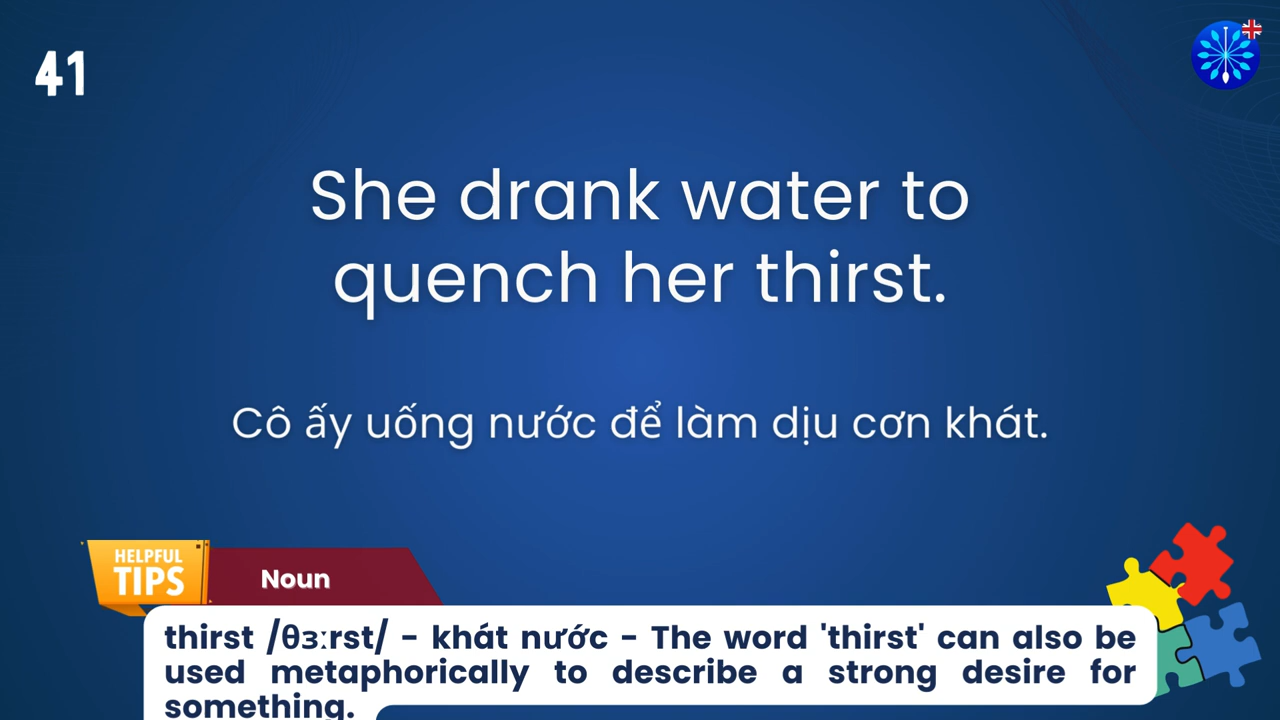 41
She drank water to
quench her thirst.
Cô ấy uống nước để làm dịu cơn khát.
HELPFUL
TIPS
Noun
thirst /θɜːrst/ - khát nước - The word 'thirst' can also be
used metaphorically to describe a strong desire for
something.